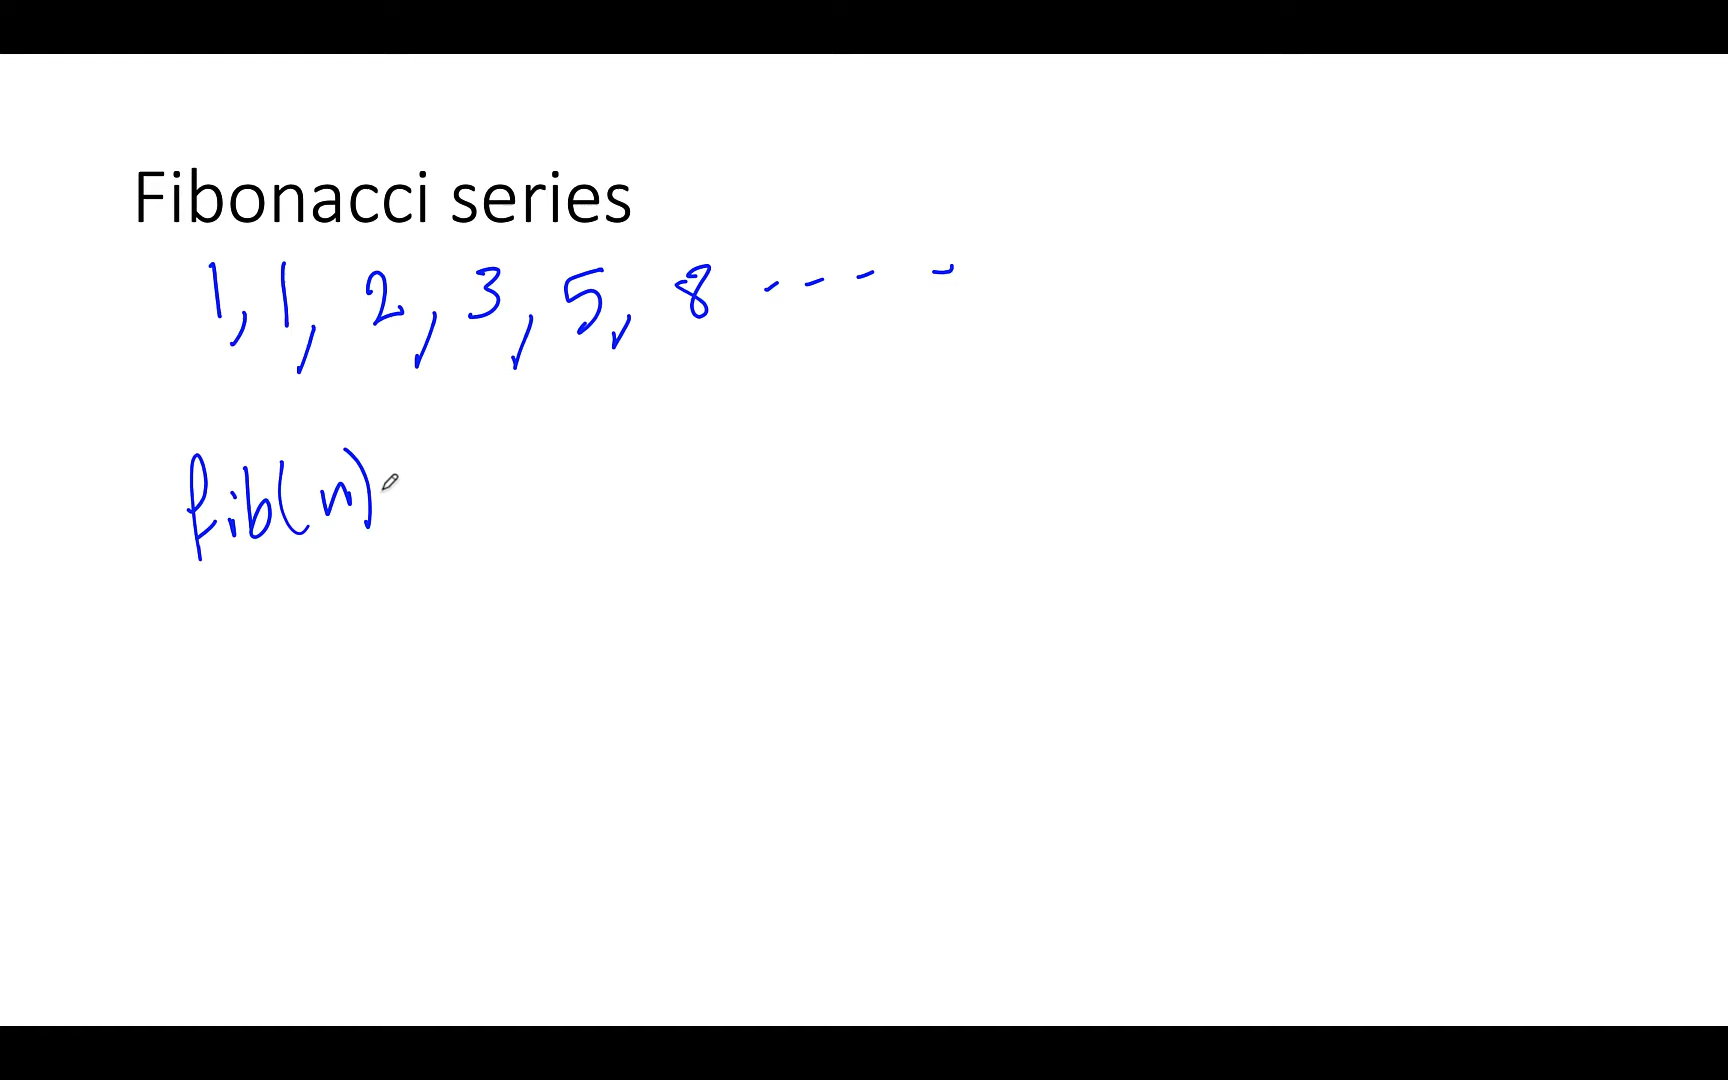 Fibonacci series
1, 1, 2, 3, 5, 8 - - - -
fib(n)